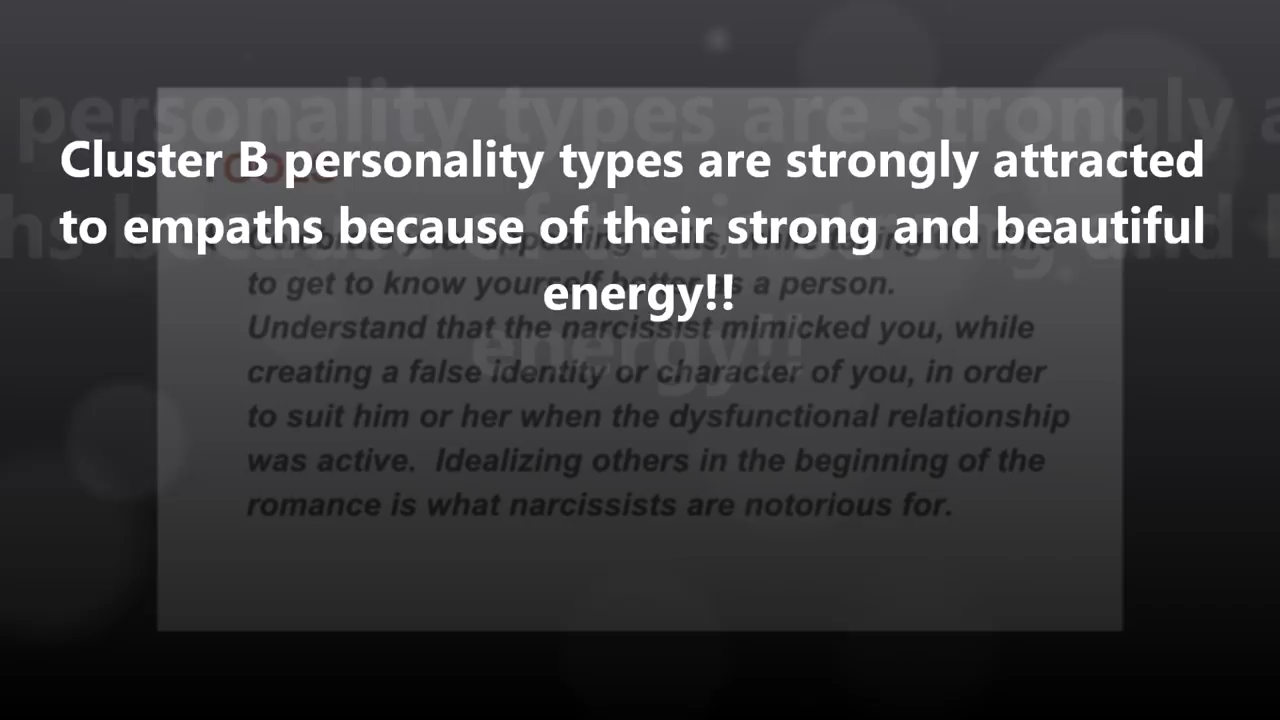 Cluster B personality types are strongly attracted
to empaths because of their strong and beautiful
energy!!
to get to know yourself better as a person.
Understand that the narcissist mimicked you, while
creating a false identity or character of you, in order
to suit him or her when the dysfunctional relationship
was active. Idealizing others in the beginning of the
romance is what narcissists are notorious for.